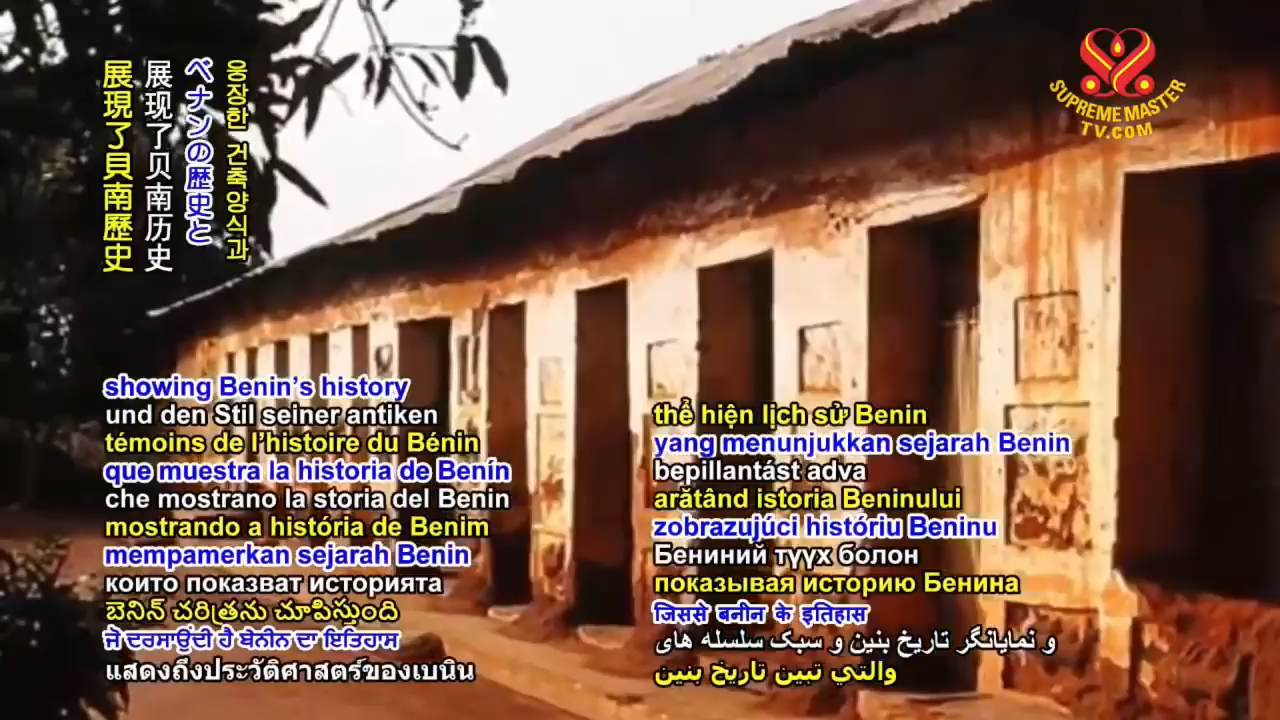 웅장한 건축양식과
ベナンの歴史と
展现了贝南历史
展現了貝南歷史
SUPREME MASTER
TV.COM
showing Benin's history
und den Stil seiner antiken
témoins de l'histoire du Bénin
que muestra la historia de Benín
che mostrano la storia del Benin
mostrando a história de Benim
mempamerkan sejarah Benin
които показват историята
బెనిన్ చరిత్రను చూపిస్తుంది
ਜੋ ਦਰਸਾਉਂਦੀ ਹੈ ਬੇਨੀਨ ਦਾ ਇਤਿਹਾਸ
แสดงถึงประวัติศาสตร์ของเบนิน
thể hiện lịch sử Benin
yang menunjukkan sejarah Benin
bepillantást adva
arătând istoria Beninului
zobrazujúci históriu Beninu
Бениний түүх болон
показывая историю Бенина
जिससे बनीन के इतिहास
و نمایانگر تاریخ بنین و سبک سلسله های
والتي تبين تاريخ بنين